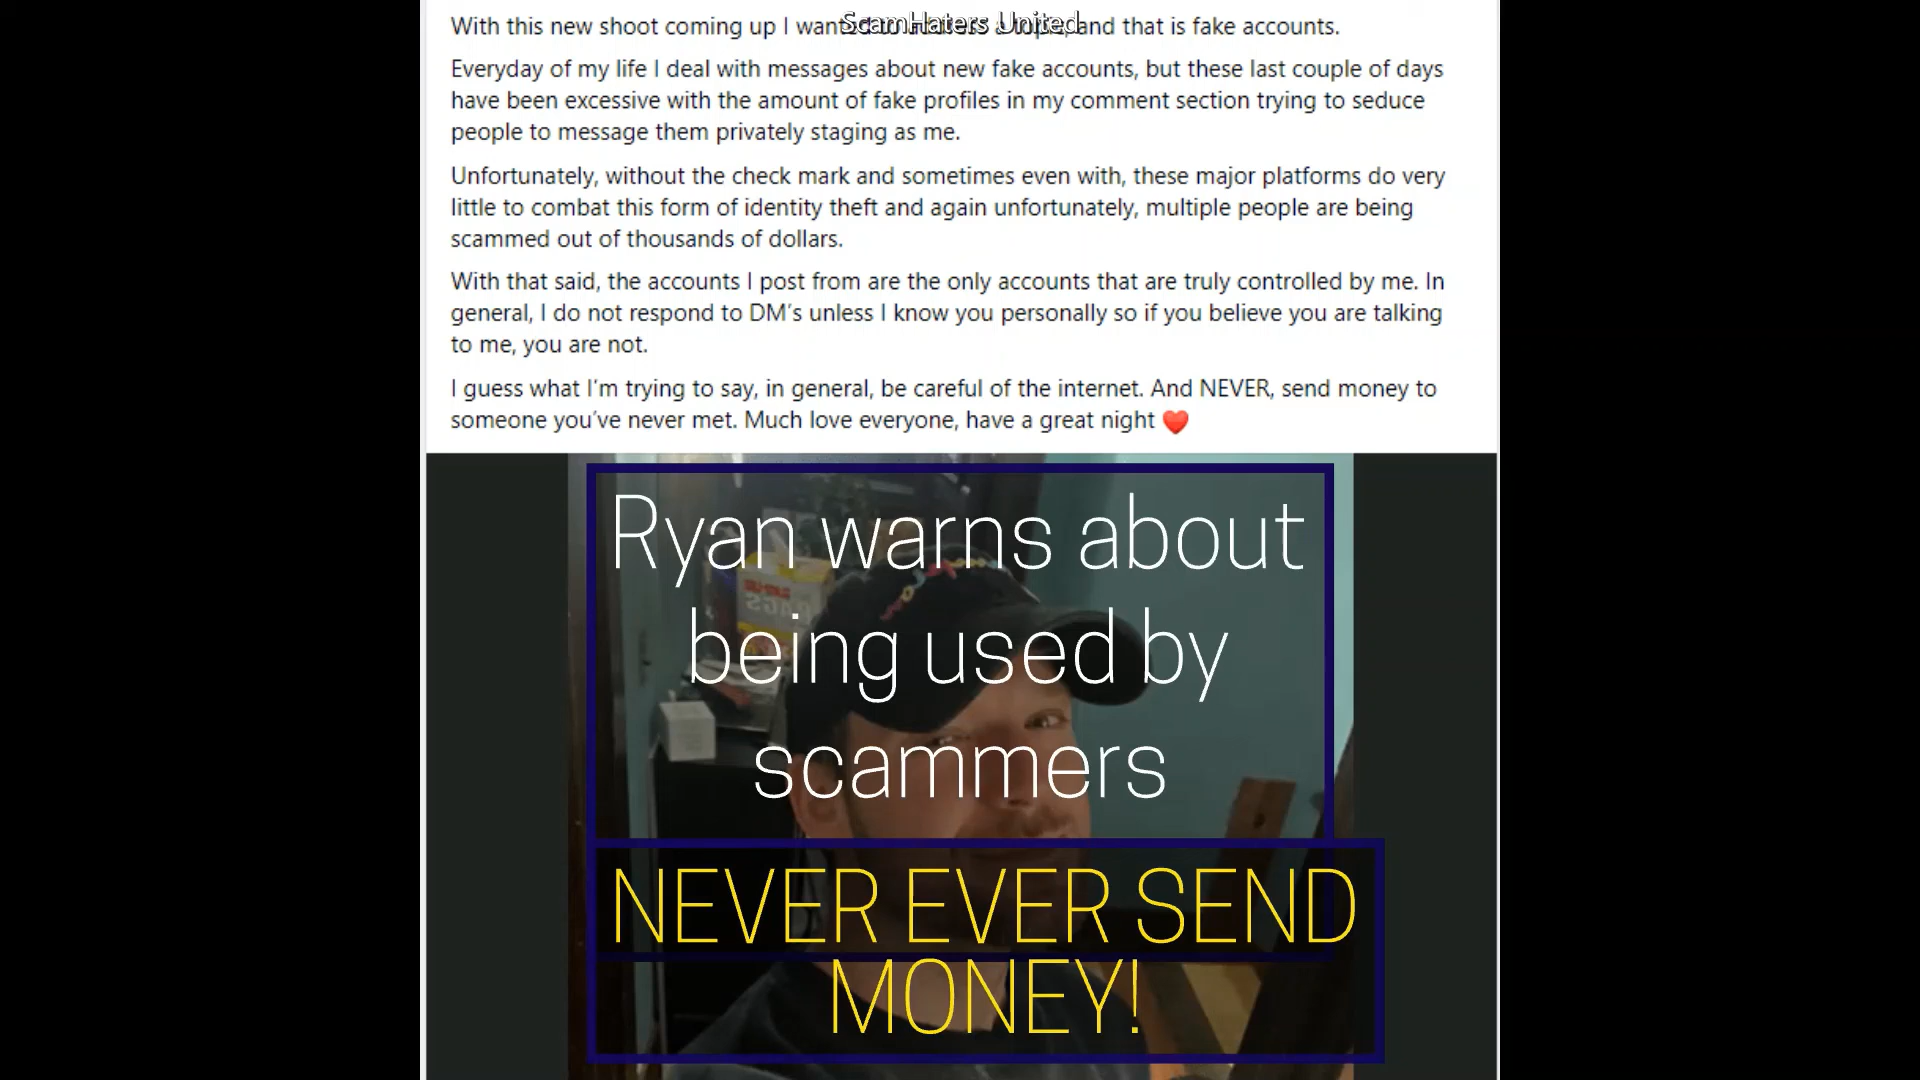 ScamHaters United
With this new shoot coming up I wanted to and that is fake accounts.
Everyday of my life I deal with messages about new fake accounts, but these last couple of days
have been excessive with the amount of fake profiles in my comment section trying to seduce
people to message them privately staging as me.
Unfortunately, without the check mark and sometimes even with, these major platforms do very
little to combat this form of identity theft and again unfortunately, multiple people are being
scammed out of thousands of dollars.
With that said, the accounts I post from are the only accounts that are truly controlled by me. In
general, I do not respond to DM’s unless I know you personally so if you believe you are talking
to me, you are not.
I guess what I’m trying to say, in general, be careful of the internet. And NEVER, send money to
someone you’ve never met. Much love everyone, have a great night ❤️
Ryan warns about
being used by
scammers
NEVER EVER SEND
MONEY!